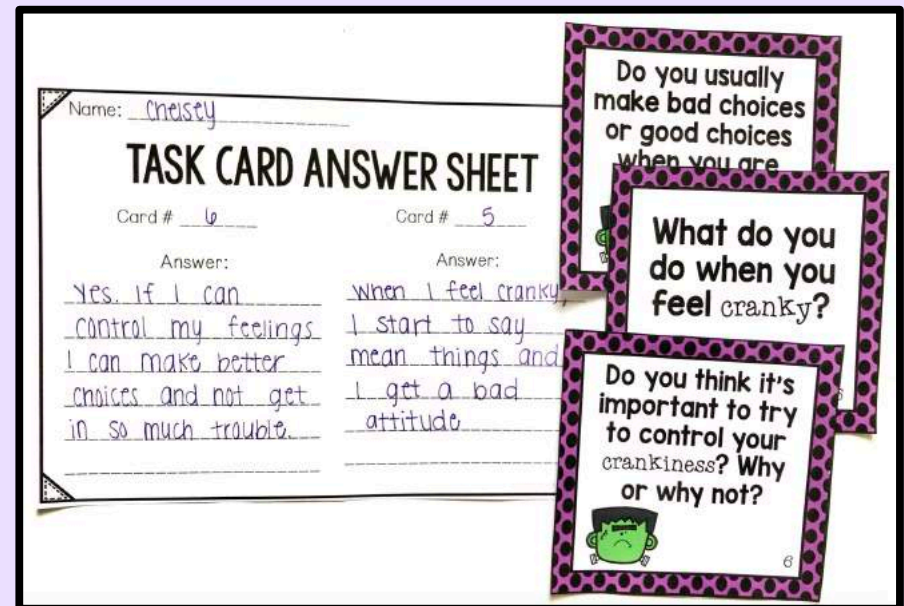 Name: Chelsey
TASK CARD ANSWER SHEET
Card # 6
Answer:
Yes. If I can
control my feelings
I can make better
choices and not get
in so much trouble.
Card # 5
Answer:
When I feel cranky,
I start to say
mean things and
I get a bad
attitude
Do you usually
make bad choices
or good choices
when you are
What do you
do when you
feel cranky?
Do you think it's
important to try
to control your
crankiness? Why
or why not?
6